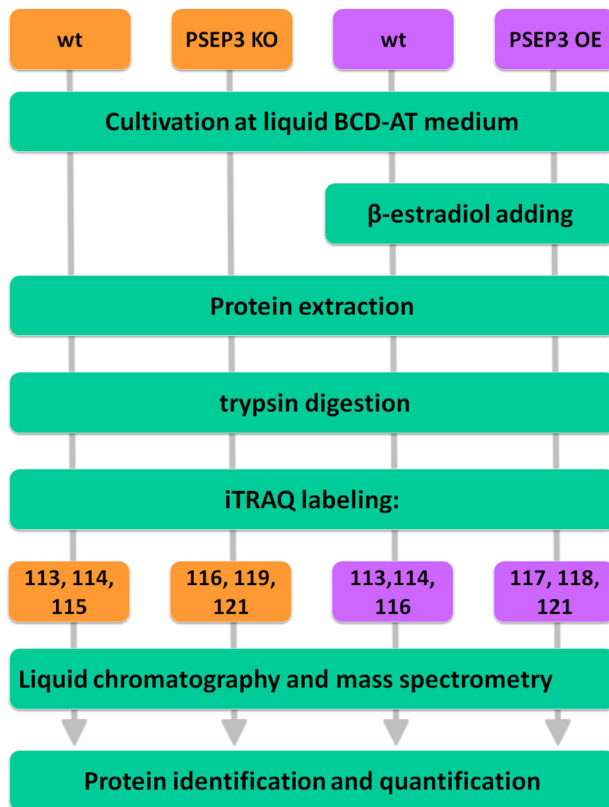 wt
PSEP3 KO
wt
PSEP3 OE
Cultivation at liquid BCD-AT medium
β-estradiol adding
Protein extraction
trypsin digestion
iTRAQ labeling:
113, 114,
115
116, 119,
121
113,114,
116
117, 118,
121
Liquid chromatography and mass spectrometry
Protein identification and quantification